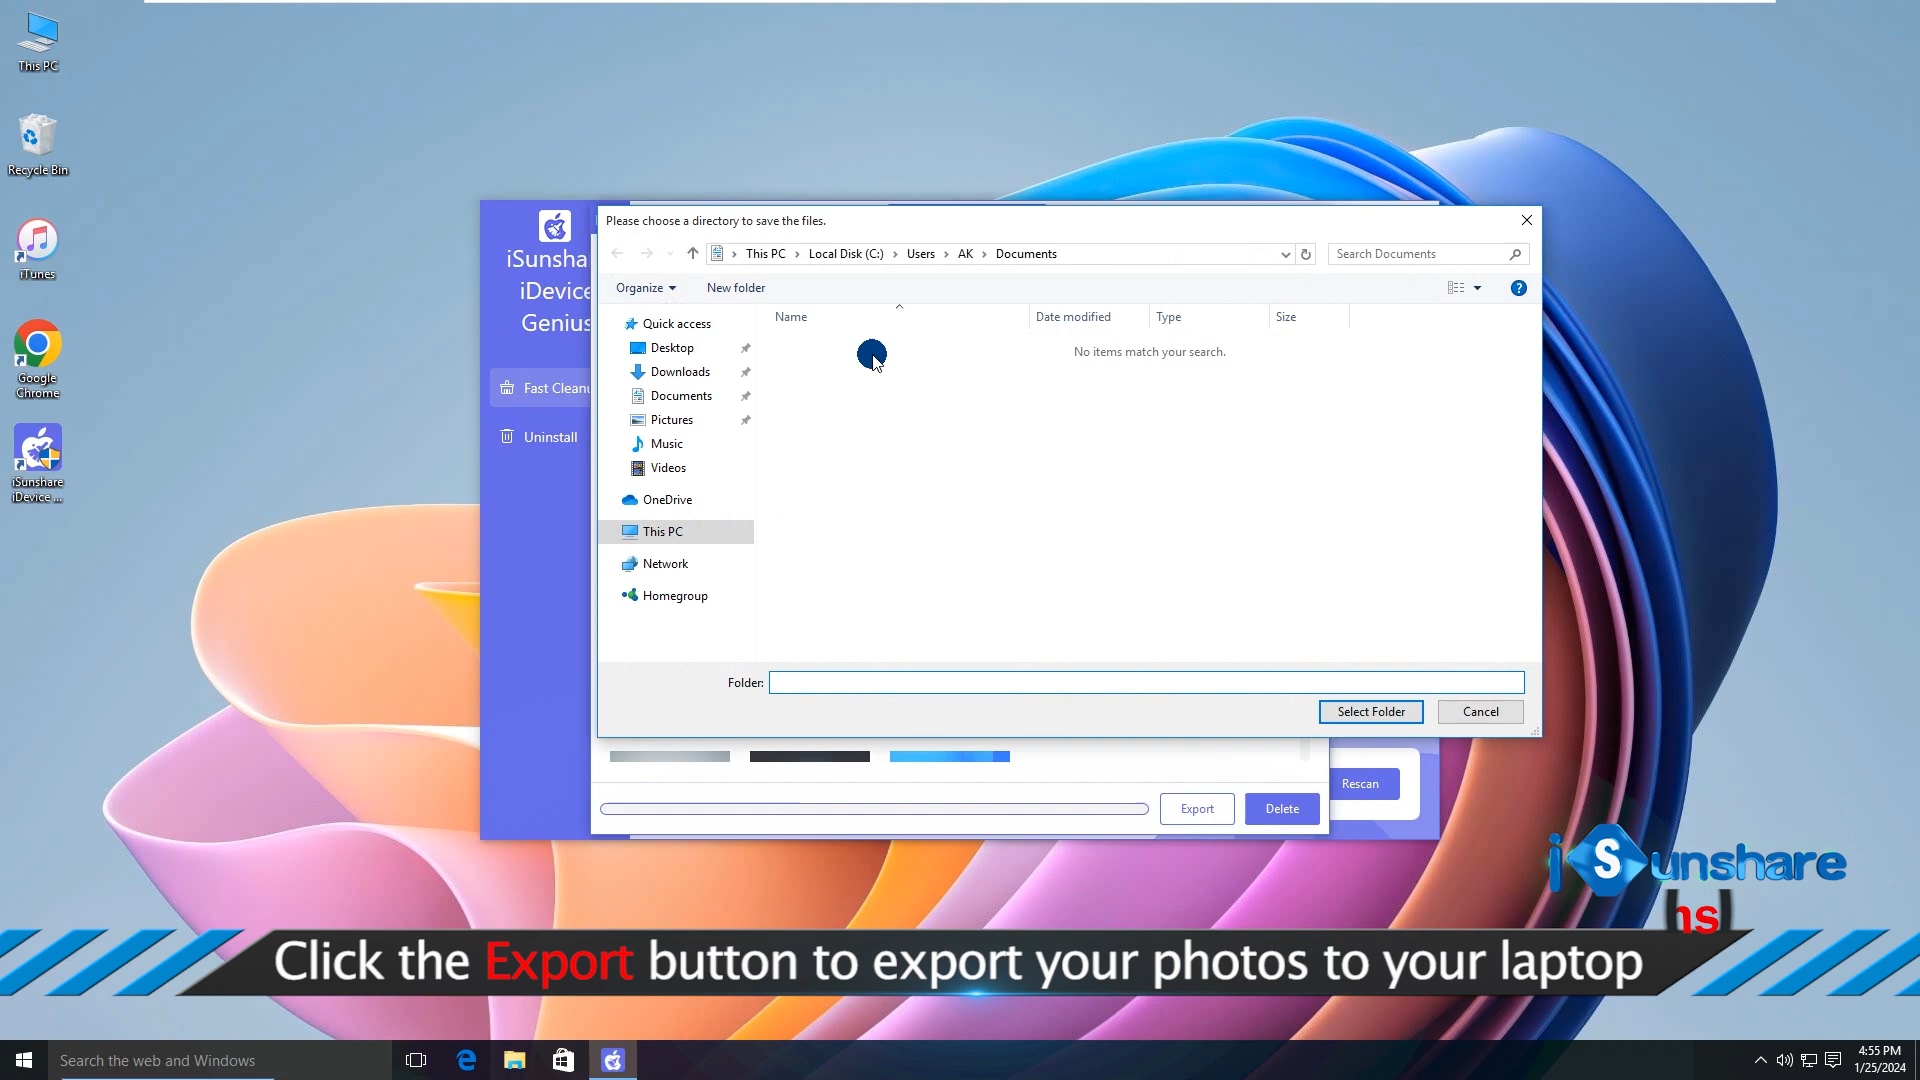 This PC
Recycle Bin
iTunes
Google
Chrome
iSunshare
iDevice ...
iSunsha
iDevice
Genius
Fast Cleanu
Uninstall
Please choose a directory to save the files.
This PC > Local Disk (C:) > Users > AK > Documents
Search Documents
Organize
New folder
Name
Date modified
Type
Size
No items match your search.
Quick access
Desktop
Downloads
Documents
Pictures
Music
Videos
OneDrive
This PC
Network
Homegroup
Folder:
Select Folder
Cancel
Rescan
Export
Delete
iSunshare
ns
Click the Export button to export your photos to your laptop
Search the web and Windows
4:55 PM
1/25/2024